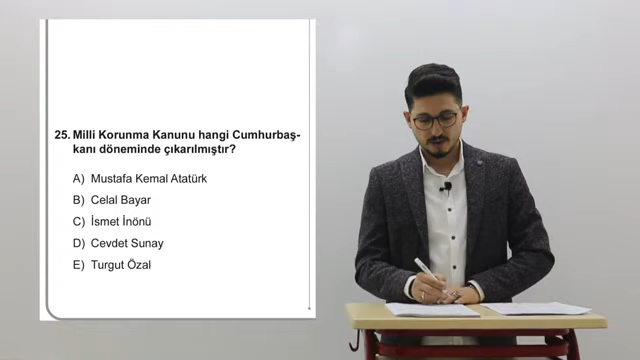 25. Milli Korunma Kanunu hangi Cumhurbaş-
kanı döneminde çıkarılmıştır?
A) Mustafa Kemal Atatürk
B) Celal Bayar
C) İsmet İnönü
D) Cevdet Sunay
E) Turgut Özal